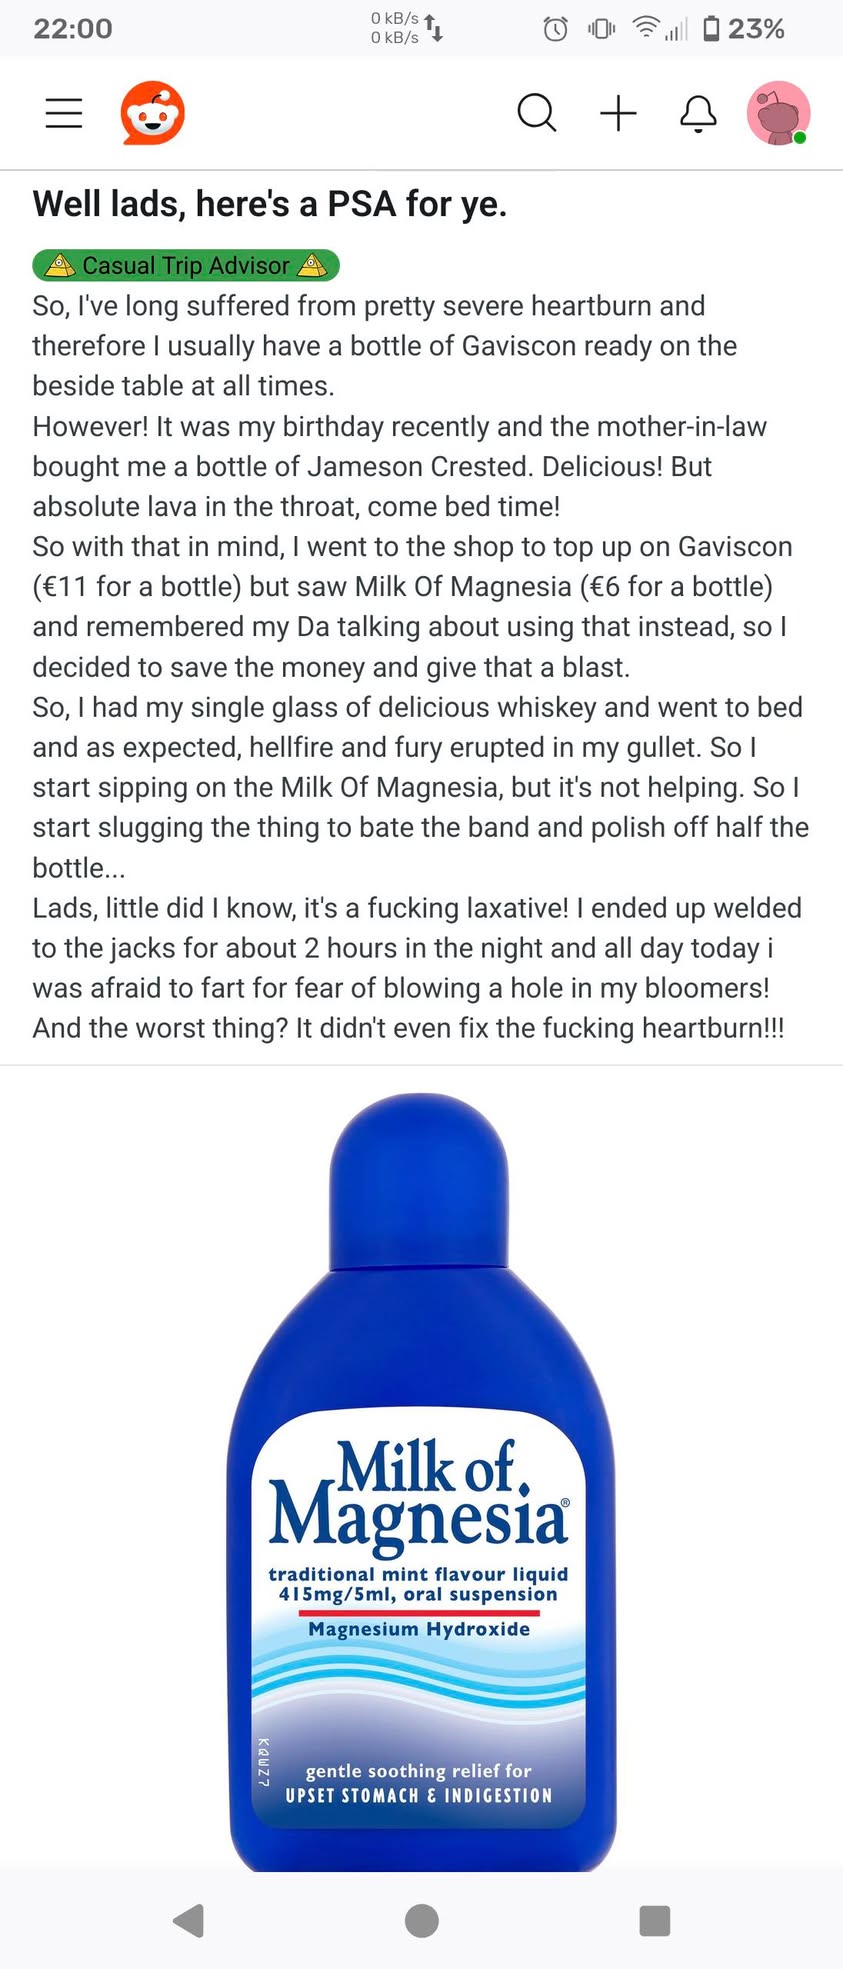 22:00
0 kB/s
0 kB/s
23%
Well lads, here's a PSA for ye.
Casual Trip Advisor
So, I've long suffered from pretty severe heartburn and
therefore I usually have a bottle of Gaviscon ready on the
beside table at all times.
However! It was my birthday recently and the mother-in-law
bought me a bottle of Jameson Crested. Delicious! But
absolute lava in the throat, come bed time!
So with that in mind, I went to the shop to top up on Gaviscon
(€11 for a bottle) but saw Milk Of Magnesia (€6 for a bottle)
and remembered my Da talking about using that instead, so I
decided to save the money and give that a blast.
So, I had my single glass of delicious whiskey and went to bed
and as expected, hellfire and fury erupted in my gullet. So I
start sipping on the Milk Of Magnesia, but it's not helping. So I
start slugging the thing to bate the band and polish off half the
bottle...
Lads, little did I know, it's a fucking laxative! I ended up welded
to the jacks for about 2 hours in the night and all day today i
was afraid to fart for fear of blowing a hole in my bloomers!
And the worst thing? It didn't even fix the fucking heartburn!!!
Milk of
Magnesia®
traditional mint flavour liquid
415mg/5ml, oral suspension
Magnesium Hydroxide
gentle soothing relief for
UPSET STOMACH & INDIGESTION